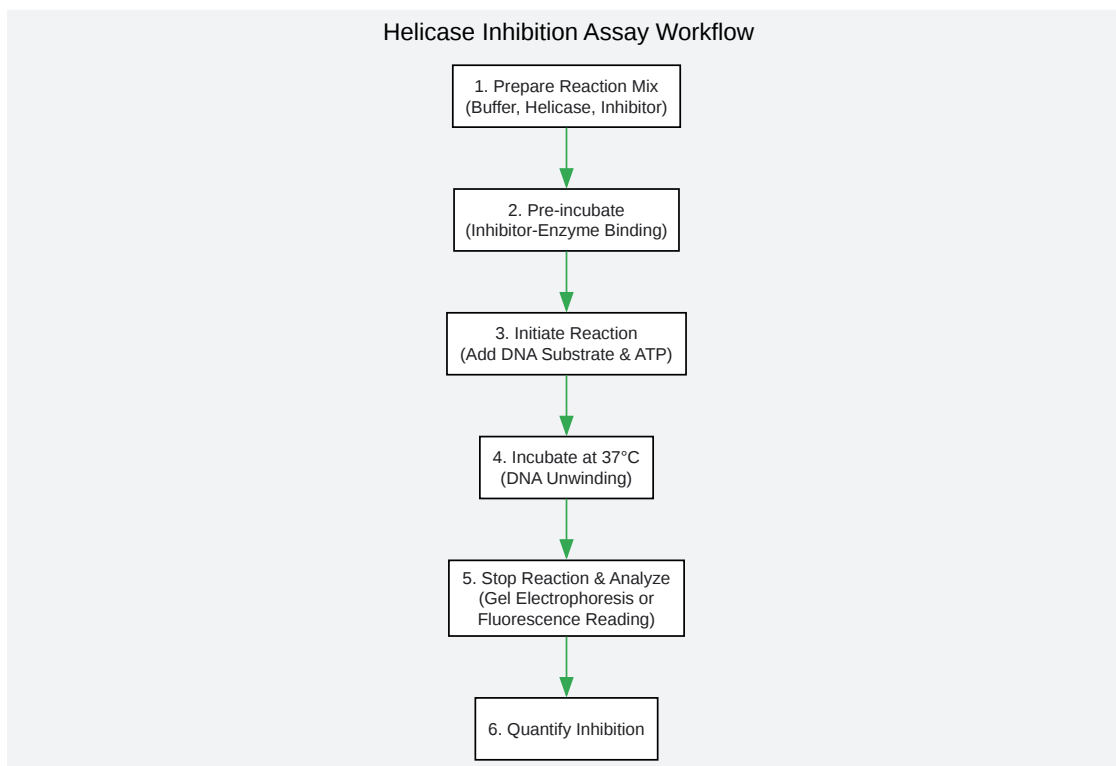 Helicase Inhibition Assay Workflow
1. Prepare Reaction Mix
(Buffer, Helicase, Inhibitor)
2. Pre-incubate
(Inhibitor-Enzyme Binding)
3. Initiate Reaction
(Add DNA Substrate & ATP)
4. Incubate at 37°C
(DNA Unwinding)
5. Stop Reaction & Analyze
(Gel Electrophoresis or
Fluorescence Reading)
6. Quantify Inhibition